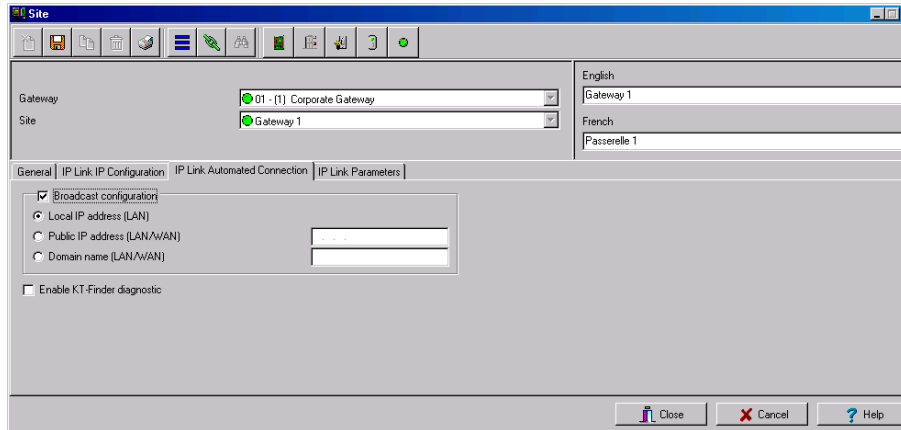 Site
English
Gateway 01 - (1) Corporate Gateway Gateway 1
Site Gateway 1 French
Passerelle 1
General IP Link IP Configuration IP Link Automated Connection IP Link Parameters
Broadcast configuration
Local IP address (LAN)
Public IP address (LAN/WAN) . . .
Domain name (LAN/WAN)
Enable KT-Finder diagnostic
Close Cancel ? Help